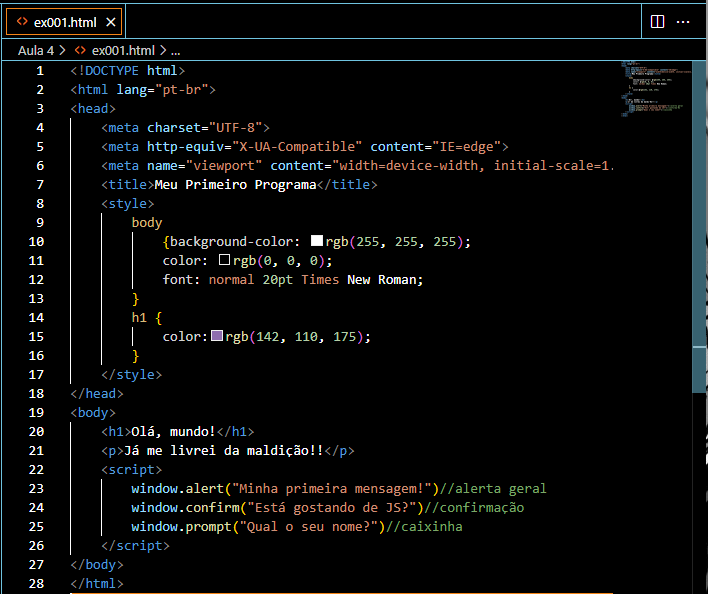 ex001.html
Aula 4 > ex001.html > ...
1 <!DOCTYPE html>
2 <html lang="pt-br">
3 <head>
4 <meta charset="UTF-8">
5 <meta http-equiv="X-UA-Compatible" content="IE=edge">
6 <meta name="viewport" content="width=device-width, initial-scale=1.
7 <title>Meu Primeiro Programa</title>
8 <style>
9 body
10 {background-color: rgb(255, 255, 255);
11 color: rgb(0, 0, 0);
12 font: normal 20pt Times New Roman;
13 }
14 h1 {
15 color:rgb(142, 110, 175);
16 }
17 </style>
18 </head>
19 <body>
20 <h1>Olá, mundo!</h1>
21 <p>Já me livrei da maldição!!</p>
22 <script>
23 window.alert("Minha primeira mensagem!")//alerta geral
24 window.confirm("Está gostando de JS?")//confirmação
25 window.prompt("Qual o seu nome?")//caixinha
26 </script>
27 </body>
28 </html>